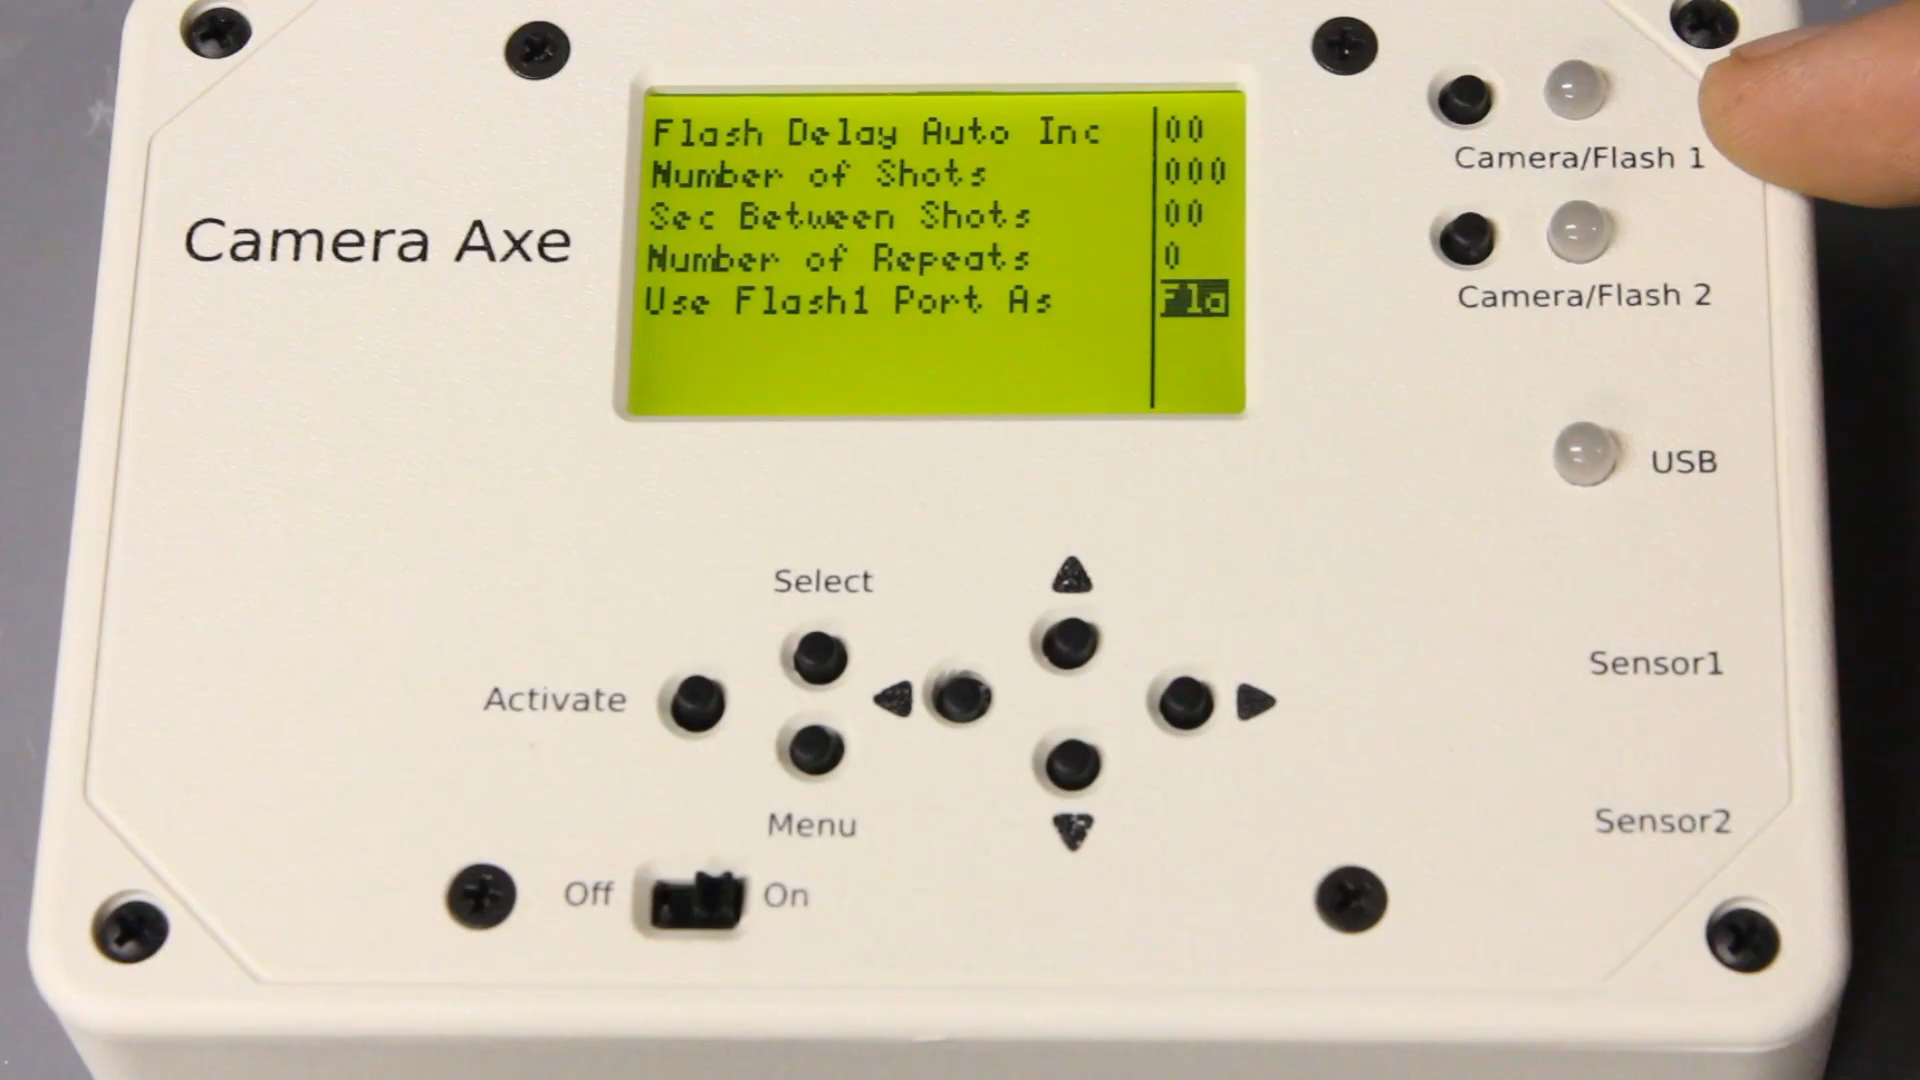 Flash Delay Auto Inc 00
Number of Shots 000
Sec Between Shots 00
Number of Repeats 0
Use Flash1 Port As Fla
Camera Axe
Camera/Flash 1
Camera/Flash 2
USB
Select
Activate
Menu
Off On
Sensor1
Sensor2